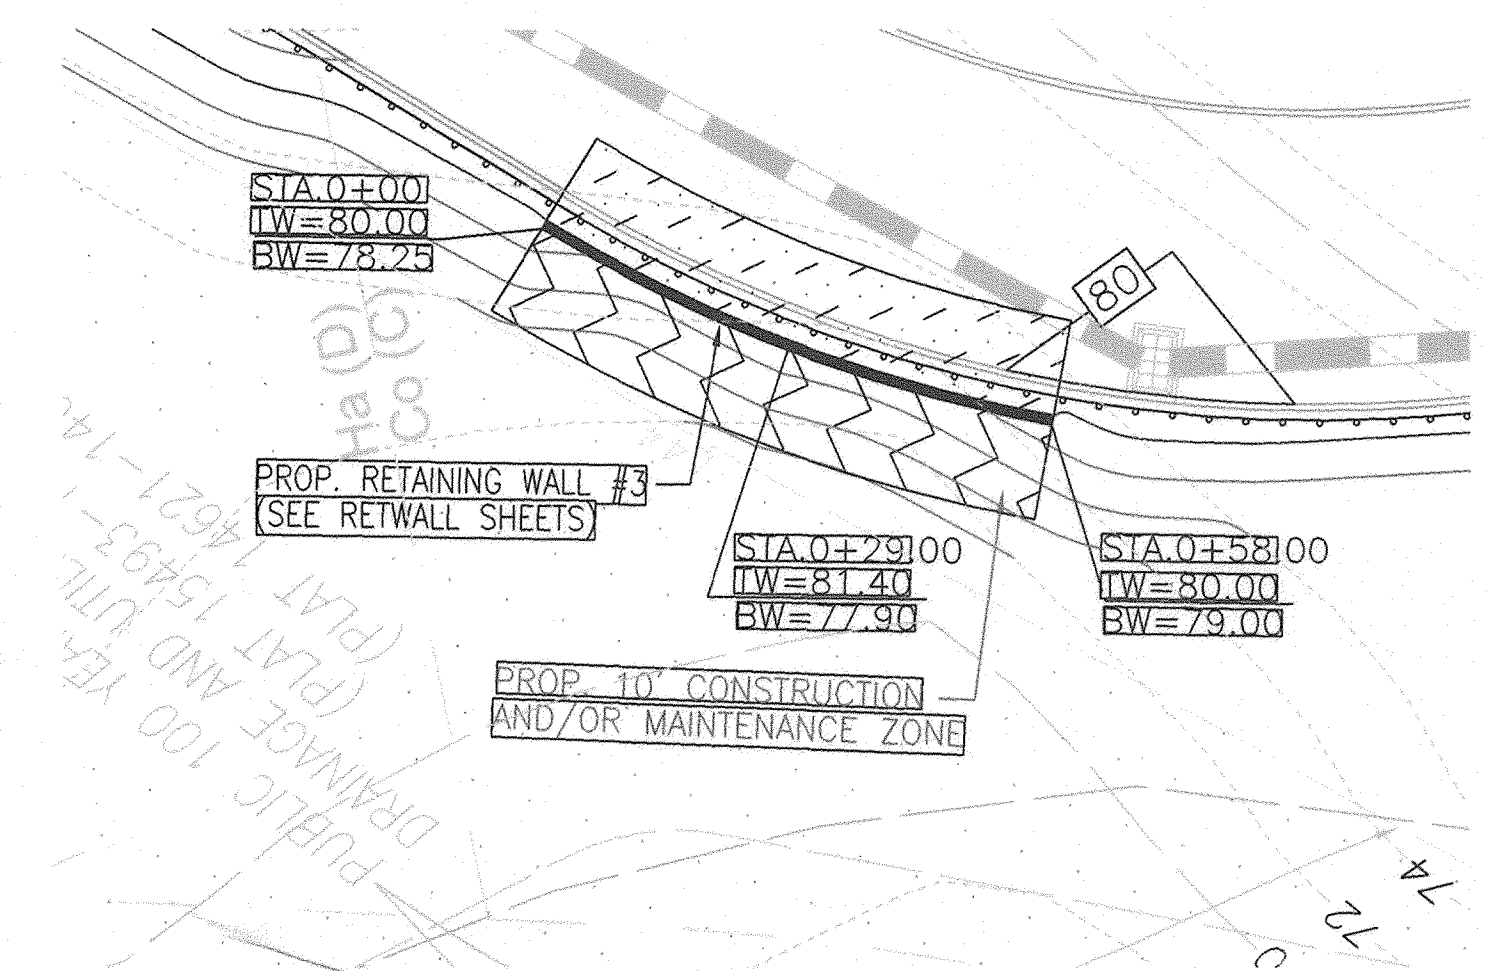 STA.0+00
TW=80.00
BW=78.25
80
Ha (D)
Co (C)
PROP. RETAINING WALL #3
(SEE RETWALL SHEETS)
STA.0+29.00
TW=81.40
BW=77.90
STA.0+58.00
TW=80.00
BW=79.00
PROP. 10' CONSTRUCTION
AND/OR MAINTENANCE ZONE
PUBLIC 100 YEAR
DRAINAGE AND UTIL
(PLAT 15493-
(PLAT 14621-14
74
72
C